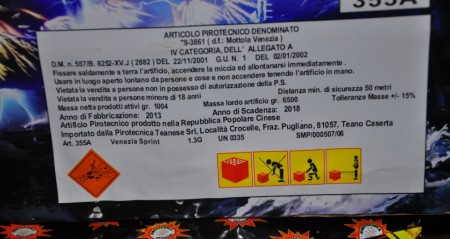 355A
ARTICOLO PIROTECNICO DENOMINATO
"9-3861 ( d.f.: Mottola Venezia )
IV CATEGORIA, DELL' ALLEGATO A
D.M. n. 557/B. 8252-XV.J ( 2882 ) DEL 22/11/2001 G.U. N. 1 DEL 02/01/2002
Fissare saldamente a terra l'artificio, accendere la miccia ed allontanarsi immediatamente .
Usare in luogo aperto lontano da persone e cose e non accendere tenendo l'artificio in mano.
Vietata la vendita a persone non in possesso di autorizzazione della P.S.
Vietata la vendita a minore di 18 anni Distanza min. di sicurezza 50 metri
Massa netta prodotti attivi gr. 1004 Massa lordo artificio gr. 6500 Tolleranza Masse +/- 15%
Anno di Fabbricazione: 2013 Anno di Scadenza: 2018
Artificio Pirotecnico prodotto nella Repubblica Popolare Cinese
Importato dalla Pirotecnica Teanese Srl, Località Crocelle, Fraz. Pugliano, 81057, Teano Caserta
Art. 355A Venezia Sprint 1.3G UN 0335 SMP/000507/06